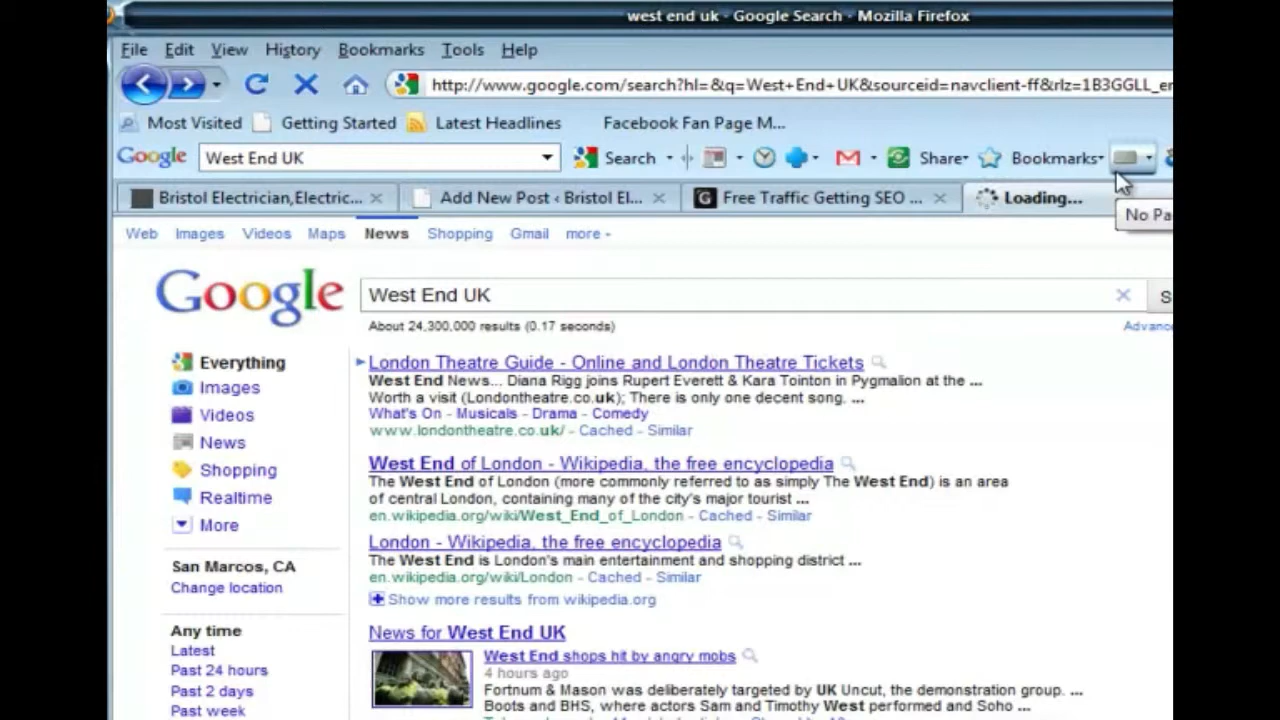 west end uk - Google Search - Mozilla Firefox
File Edit View History Bookmarks Tools Help
http://www.google.com/search?hl=&q=West+End+UK&sourceid=navclient-ff&rlz=1B3GGLL_e
Most Visited Getting Started Latest Headlines Facebook Fan Page M...
Google West End UK Search Share Bookmarks
Bristol Electrician,Electric... Add New Post ‹ Bristol El... Free Traffic Getting SEO ... Loading...
No Pa
Web Images Videos Maps News Shopping Gmail more
Google West End UK S
About 24,300,000 results (0.17 seconds) Advanc
Everything
Images
Videos
News
Shopping
Realtime
More
San Marcos, CA
Change location
Any time
Latest
Past 24 hours
Past 2 days
Past week
London Theatre Guide - Online and London Theatre Tickets
West End News... Diana Rigg joins Rupert Everett & Kara Tointon in Pygmalion at the ...
Worth a visit (Londontheatre.co.uk); There is only one decent song. ...
What's On - Musicals - Drama - Comedy
www.londontheatre.co.uk/ - Cached - Similar
West End of London - Wikipedia, the free encyclopedia
The West End of London (more commonly referred to as simply The West End) is an area
of central London, containing many of the city's major tourist ...
en.wikipedia.org/wiki/West_End_of_London - Cached - Similar
London - Wikipedia, the free encyclopedia
The West End is London's main entertainment and shopping district ...
en.wikipedia.org/wiki/London - Cached - Similar
Show more results from wikipedia.org
News for West End UK
West End shops hit by angry mobs
4 hours ago
Fortnum & Mason was deliberately targeted by UK Uncut, the demonstration group. ...
Boots and BHS, where actors Sam and Timothy West performed and Soho ...